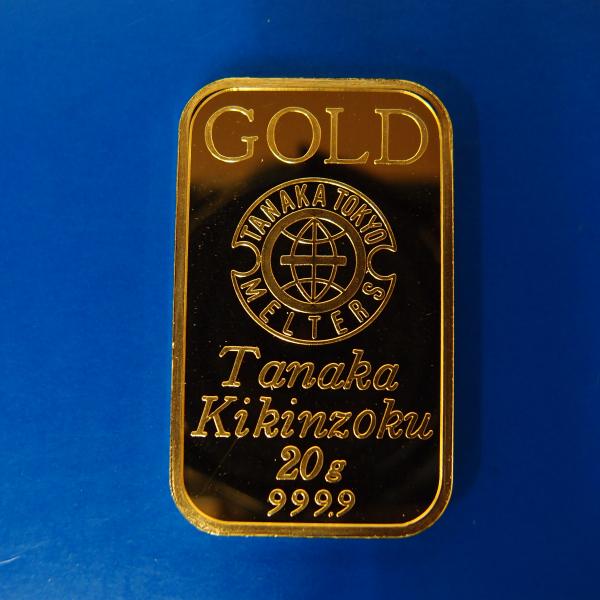 GOLD
TANAKA TOKYO
MELTERS
Tanaka
Kikinzoku
20g
999.9